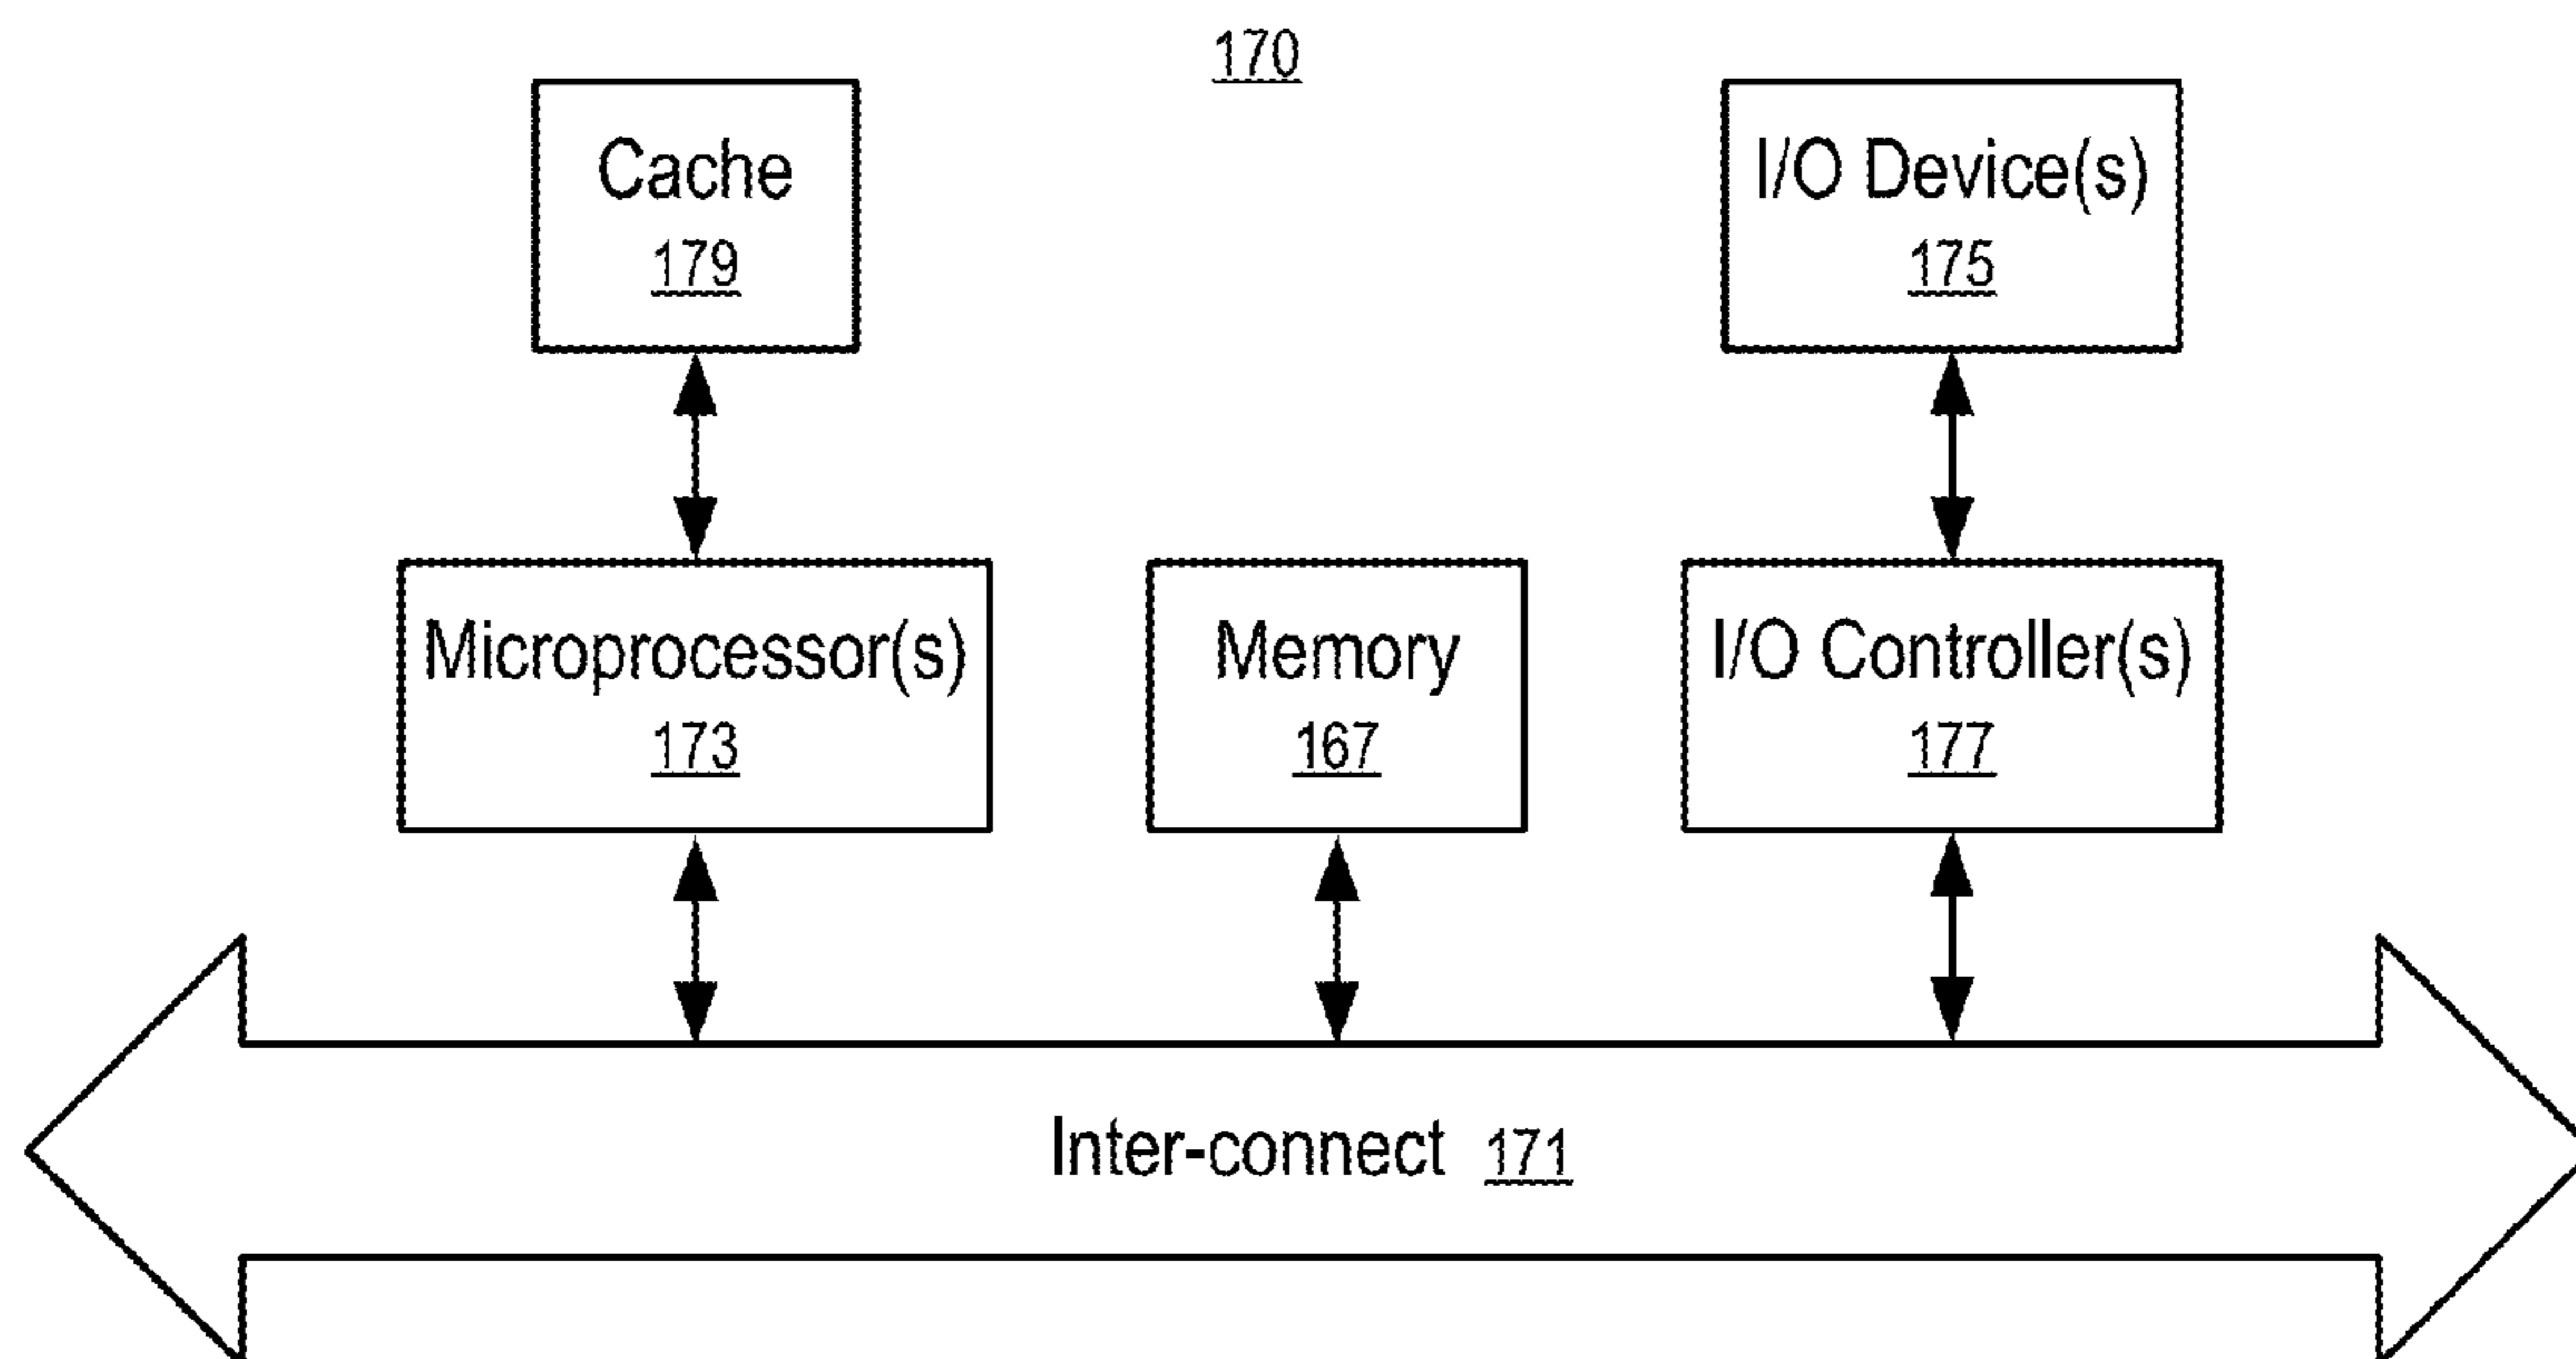 170
Cache
179
I/O Device(s)
175
Microprocessor(s)
173
Memory
167
I/O Controller(s)
177
Inter-connect 171